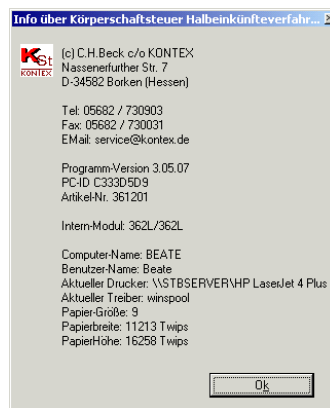 Info über Körperschaftsteuer Halbeinkünfteverfahr...
KSt
KONTEX
(c) C.H.Beck c/o KONTEX
Nassenerfurther Str. 7
D-34582 Borken (Hessen)
Tel: 05682 / 730903
Fax: 05682 / 730031
EMail: service@kontex.de
Programm-Version 3.05.07
PC-ID C333D5D9
Artikel-Nr. 361201
Intern-Modul: 362L/362L
Computer-Name: BEATE
Benutzer-Name: Beate
Aktueller Drucker: \\STBSERVER\HP LaserJet 4 Plus
Aktueller Treiber: winspool
Papier-Größe: 9
Papierbreite: 11213 Twips
PapierHöhe: 16258 Twips
Ok